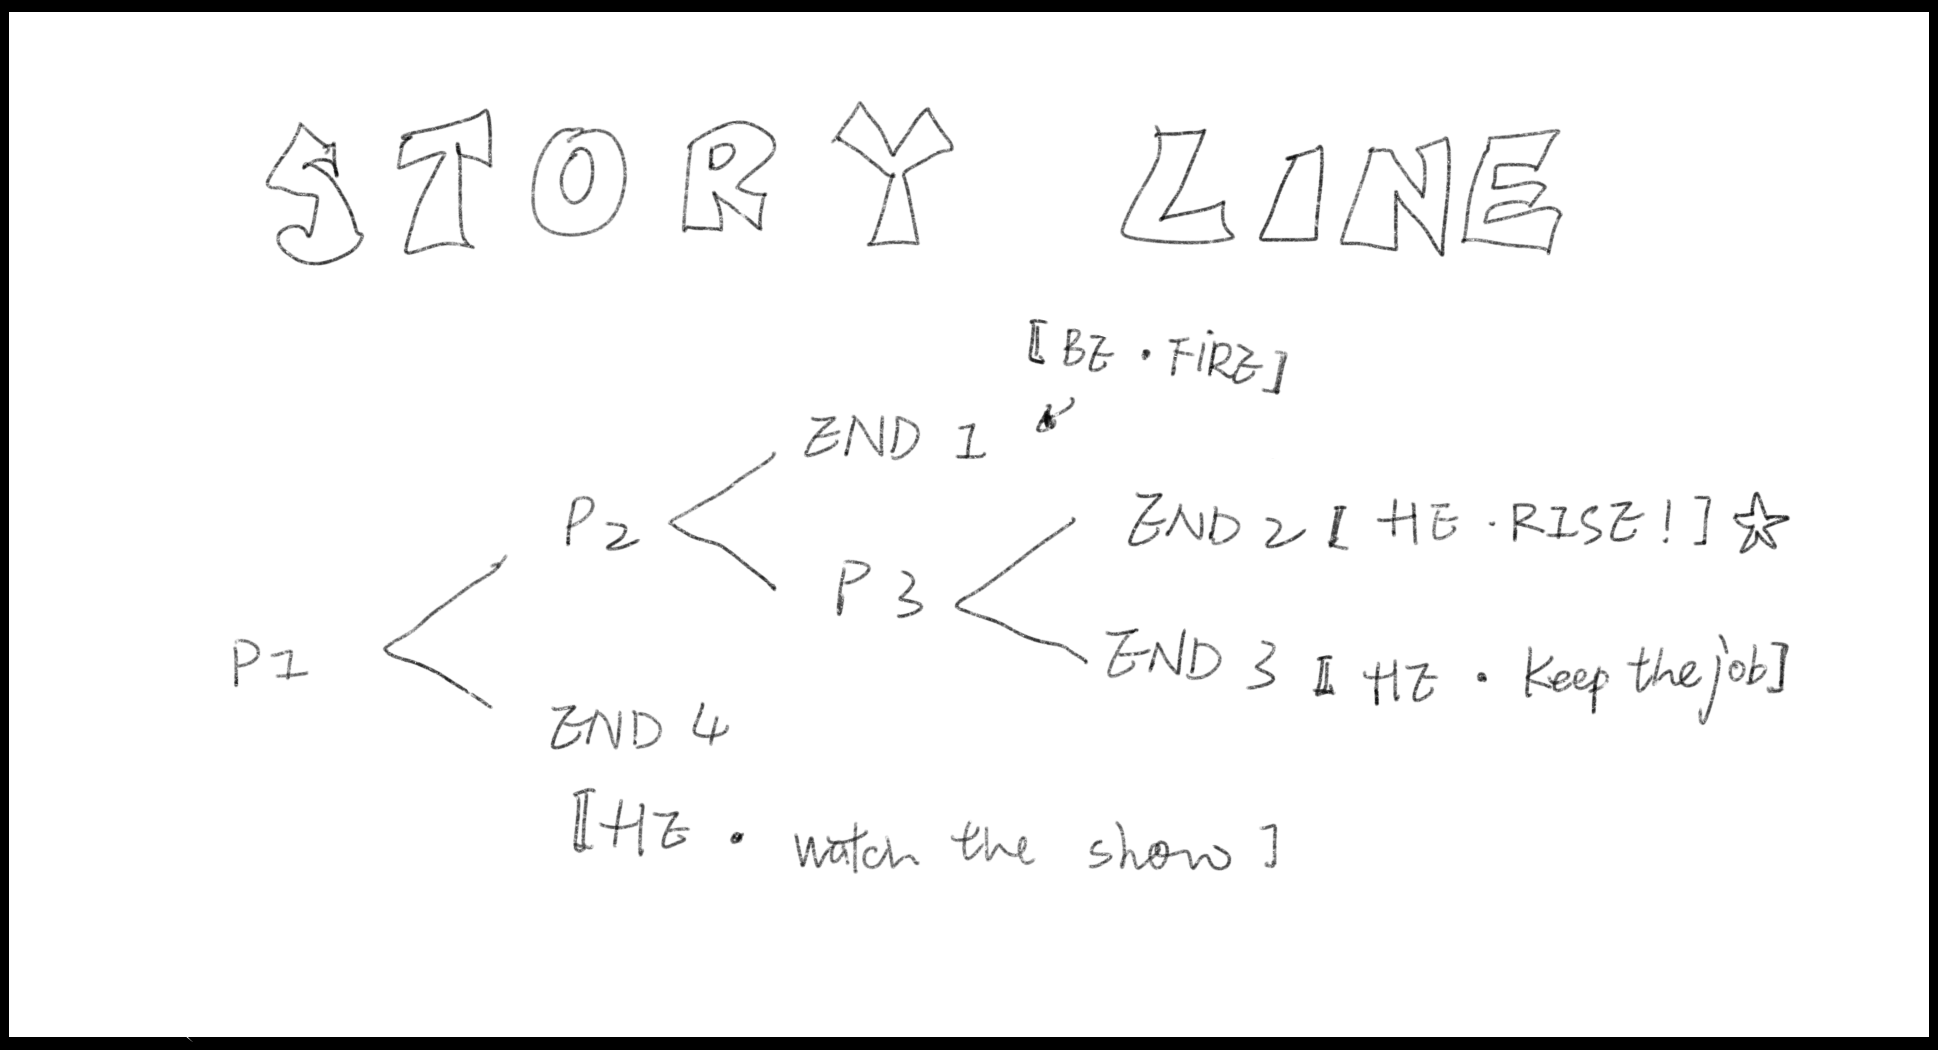 STORY LINE
[BE · FIRE]
END 1
P2
END 2 [HE · RISE!]
P3
P1
END 3 [HE · Keep the job]
END 4
[HE · watch the show]